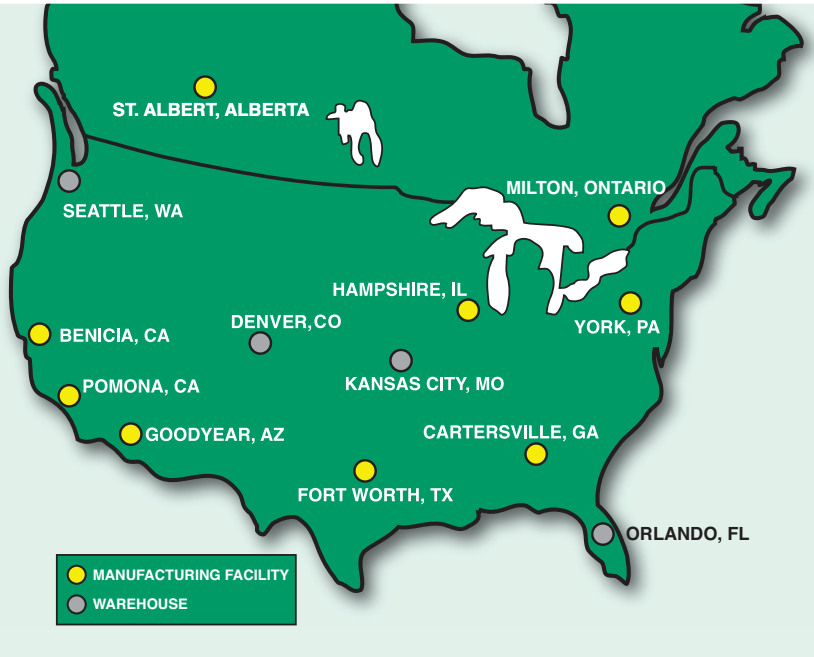 ST. ALBERT, ALBERTA
MILTON, ONTARIO
SEATTLE, WA
HAMPSHIRE, IL
DENVER,CO
YORK, PA
BENICIA, CA
KANSAS CITY, MO
POMONA, CA
GOODYEAR, AZ
CARTERSVILLE, GA
FORT WORTH, TX
ORLANDO, FL
MANUFACTURING FACILITY
WAREHOUSE